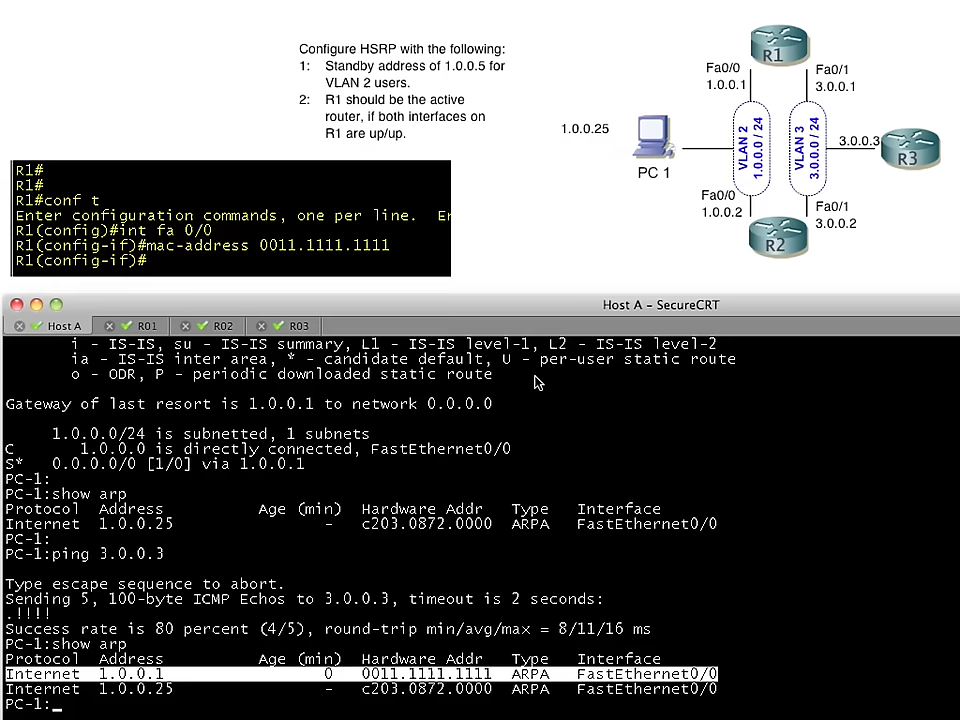 Configure HSRP with the following:
1: Standby address of 1.0.0.5 for
VLAN 2 users.
2: R1 should be the active
router, if both interfaces on
R1 are up/up.
R1
Fa0/0
1.0.0.1
Fa0/1
3.0.0.1
1.0.0.25
PC 1
VLAN 2
1.0.0.0 / 24
VLAN 3
3.0.0.0 / 24
3.0.0.3
R3
Fa0/0
1.0.0.2
Fa0/1
3.0.0.2
R2
R1#
R1#
R1#conf t
Enter configuration commands, one per line. En
R1(config)#int fa 0/0
R1(config-if)#mac-address 0011.1111.1111
R1(config-if)#
Host A - SecureCRT
Host A R01 R02 R03
i - IS-IS, su - IS-IS summary, L1 - IS-IS level-1, L2 - IS-IS level-2
ia - IS-IS inter area, * - candidate default, U - per-user static route
o - ODR, P - periodic downloaded static route
Gateway of last resort is 1.0.0.1 to network 0.0.0.0
1.0.0.0/24 is subnetted, 1 subnets
C 1.0.0.0 is directly connected, FastEthernet0/0
S* 0.0.0.0/0 [1/0] via 1.0.0.1
PC-1:
PC-1:show arp
Protocol Address Age (min) Hardware Addr Type Interface
Internet 1.0.0.25 - c203.0872.0000 ARPA FastEthernet0/0
PC-1:
PC-1:ping 3.0.0.3
Type escape sequence to abort.
Sending 5, 100-byte ICMP Echos to 3.0.0.3, timeout is 2 seconds:
.!!!!
Success rate is 80 percent (4/5), round-trip min/avg/max = 8/11/16 ms
PC-1:show arp
Protocol Address Age (min) Hardware Addr Type Interface
Internet 1.0.0.1 0 0011.1111.1111 ARPA FastEthernet0/0
Internet 1.0.0.25 - c203.0872.0000 ARPA FastEthernet0/0
PC-1:_